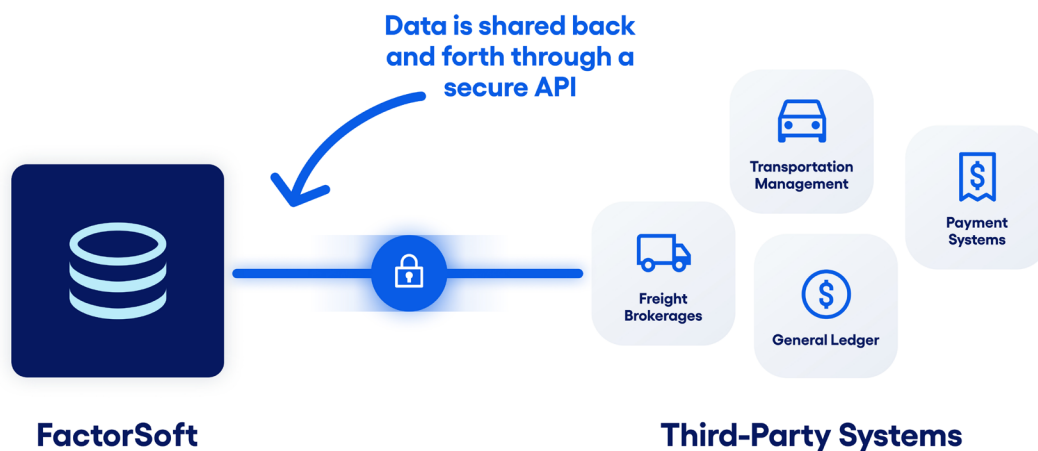 Data is shared back
and forth through a
secure API
Transportation
Management
Payment
Systems
Freight
Brokerages
General Ledger
FactorSoft
Third-Party Systems